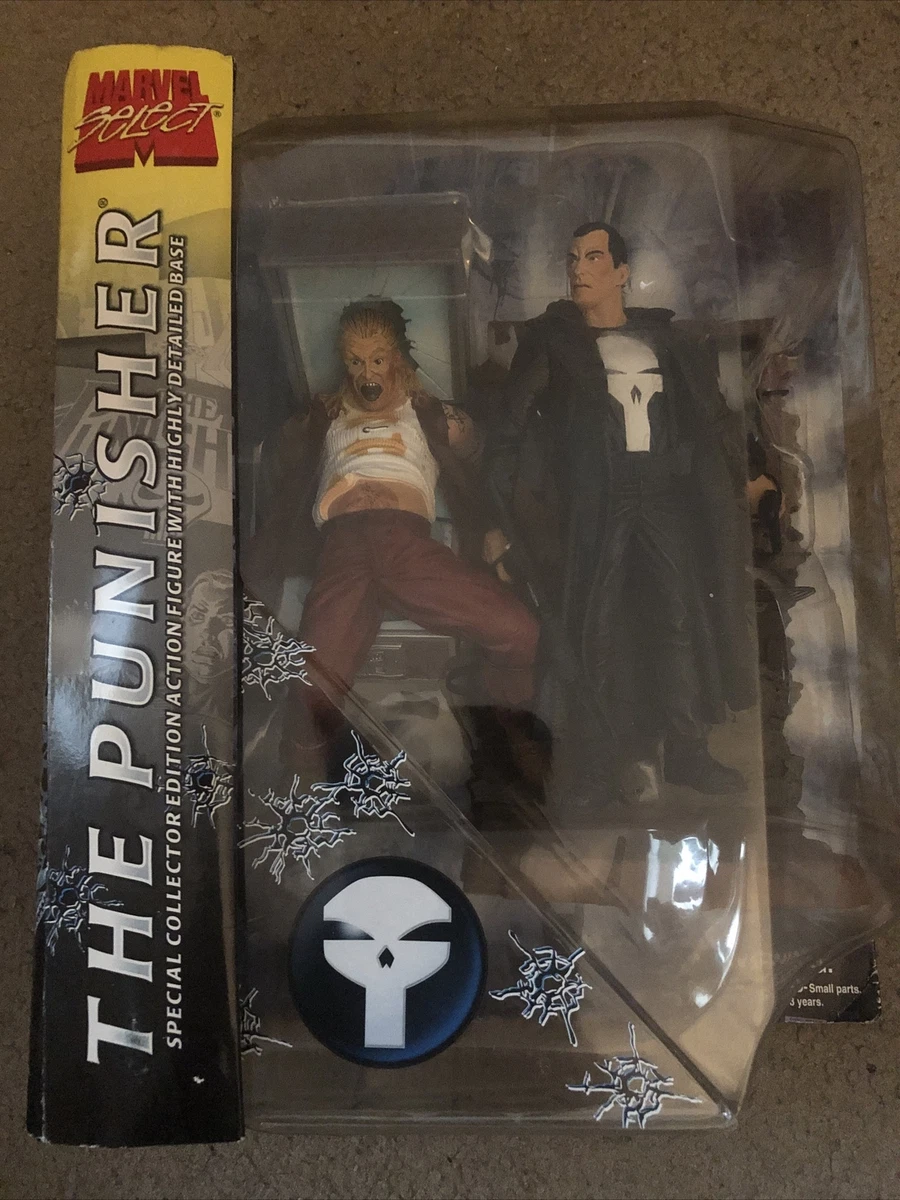 MARVEL
SELECT®
THE PUNISHER®
SPECIAL COLLECTOR EDITION ACTION FIGURE WITH HIGHLY DETAILED BASE
-Small parts.
3 years.